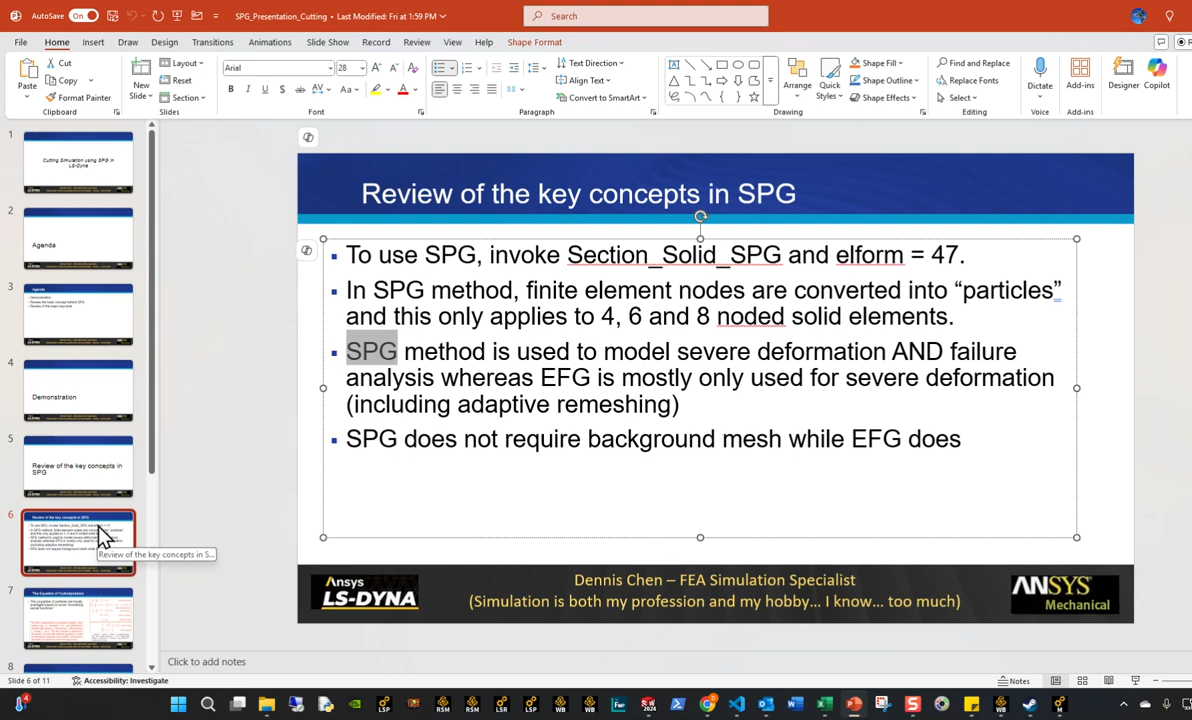 AutoSave On SPG_Presentation_Cutting • Last Modified: Fri at 1:59 PM Search
File Home Insert Draw Design Transitions Animations Slide Show Record Review View Help Shape Format
Paste Cut Copy Format Painter Clipboard
New Slide Layout Reset Section Slides
Arial 28 Font
Text Direction Align Text Convert to SmartArt Paragraph
Arrange Quick Styles Shape Fill Shape Outline Shape Effects Drawing
Find and Replace Replace Fonts Select Editing
Dictate Voice
Add-ins Add-ins
Designer Copilot
1
Cutting Simulation using SPG in
LS-Dyna
2
Agenda
3
Agenda
4
Demonstration
5
Review of the key concepts in
SPG
6
Review of the key concepts in SPG
Review of the key concepts in S...
7
The Equation of Hydrodynamics
8
Review of the key concepts in SPG
To use SPG, invoke Section_Solid_SPG and elform = 47.
In SPG method, finite element nodes are converted into “particles”
and this only applies to 4, 6 and 8 noded solid elements.
SPG method is used to model severe deformation AND failure
analysis whereas EFG is mostly only used for severe deformation
(including adaptive remeshing)
SPG does not require background mesh while EFG does
Ansys
LS-DYNA
Dennis Chen – FEA Simulation Specialist
(Simulation is both my profession and my hobby... I know... too much)
ANSYS
Mechanical
Click to add notes
Slide 6 of 11 Accessibility: Investigate Notes